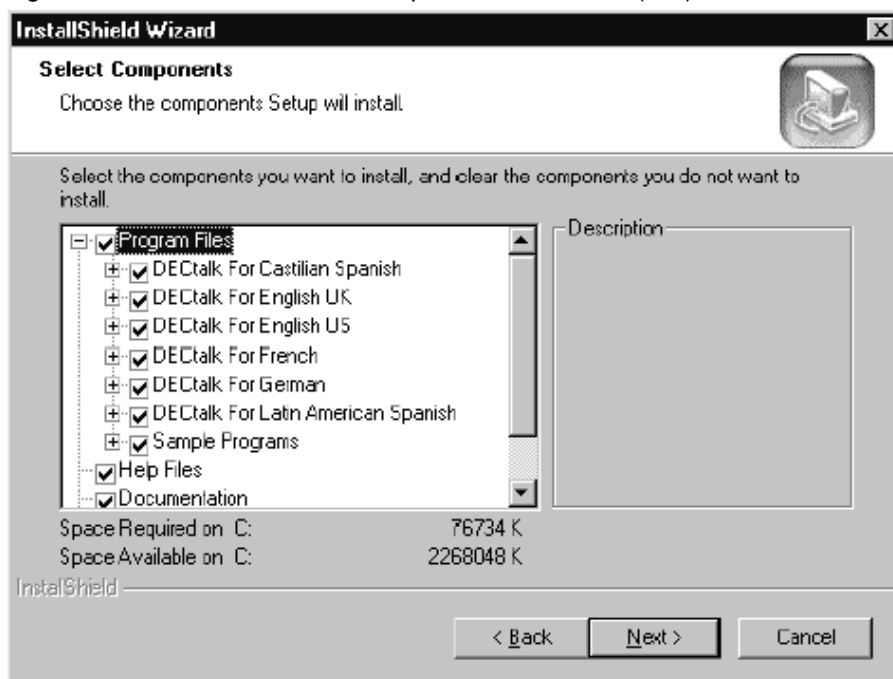 InstallShield Wizard
Select Components
Choose the components Setup will install.
Select the components you want to install, and clear the components you do not want to
install.
Program Files
Description
DECtalk For Castilian Spanish
DECtalk For English UK
DECtalk For English US
DECtalk For French
DECtalk For German
DECtalk For Latin American Spanish
Sample Programs
Help Files
Documentation
Space Required on C: 76734 K
Space Available on C: 2268048 K
InstallShield
< Back Next > Cancel